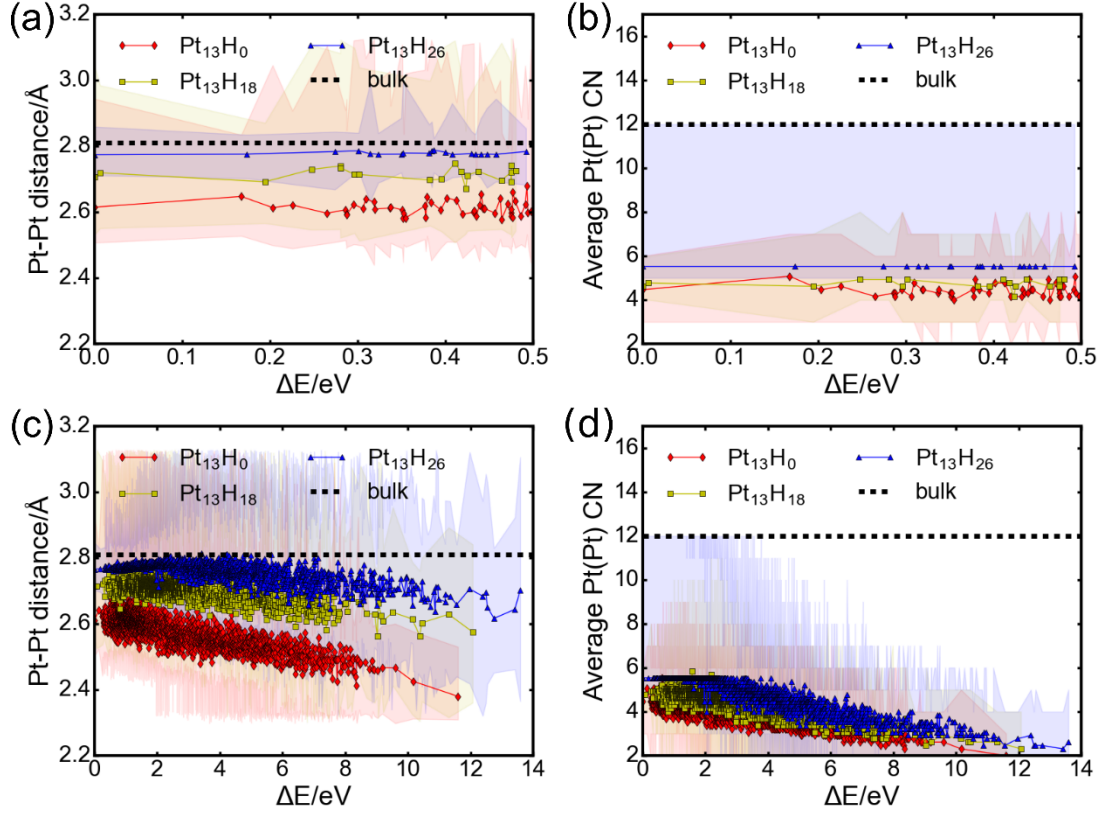 (a)
3.2
3.0
2.8
2.6
2.4
2.2
Pt-Pt distance/Å
Pt₁₃H₀
Pt₁₃H₁₈
Pt₁₃H₂₆
bulk
0.0 0.1 0.2 0.3 0.4 0.5
ΔE/eV
(b)
16
14
12
10
8
6
4
2
Average Pt(Pt) CN
Pt₁₃H₀
Pt₁₃H₁₈
Pt₁₃H₂₆
bulk
0.0 0.1 0.2 0.3 0.4 0.5
ΔE/eV
(c)
3.2
3.0
2.8
2.6
2.4
2.2
Pt-Pt distance/Å
Pt₁₃H₀
Pt₁₃H₁₈
Pt₁₃H₂₆
bulk
0 2 4 6 8 10 12 14
ΔE/eV
(d)
16
14
12
10
8
6
4
2
Average Pt(Pt) CN
Pt₁₃H₀
Pt₁₃H₁₈
Pt₁₃H₂₆
bulk
0 2 4 6 8 10 12 14
ΔE/eV